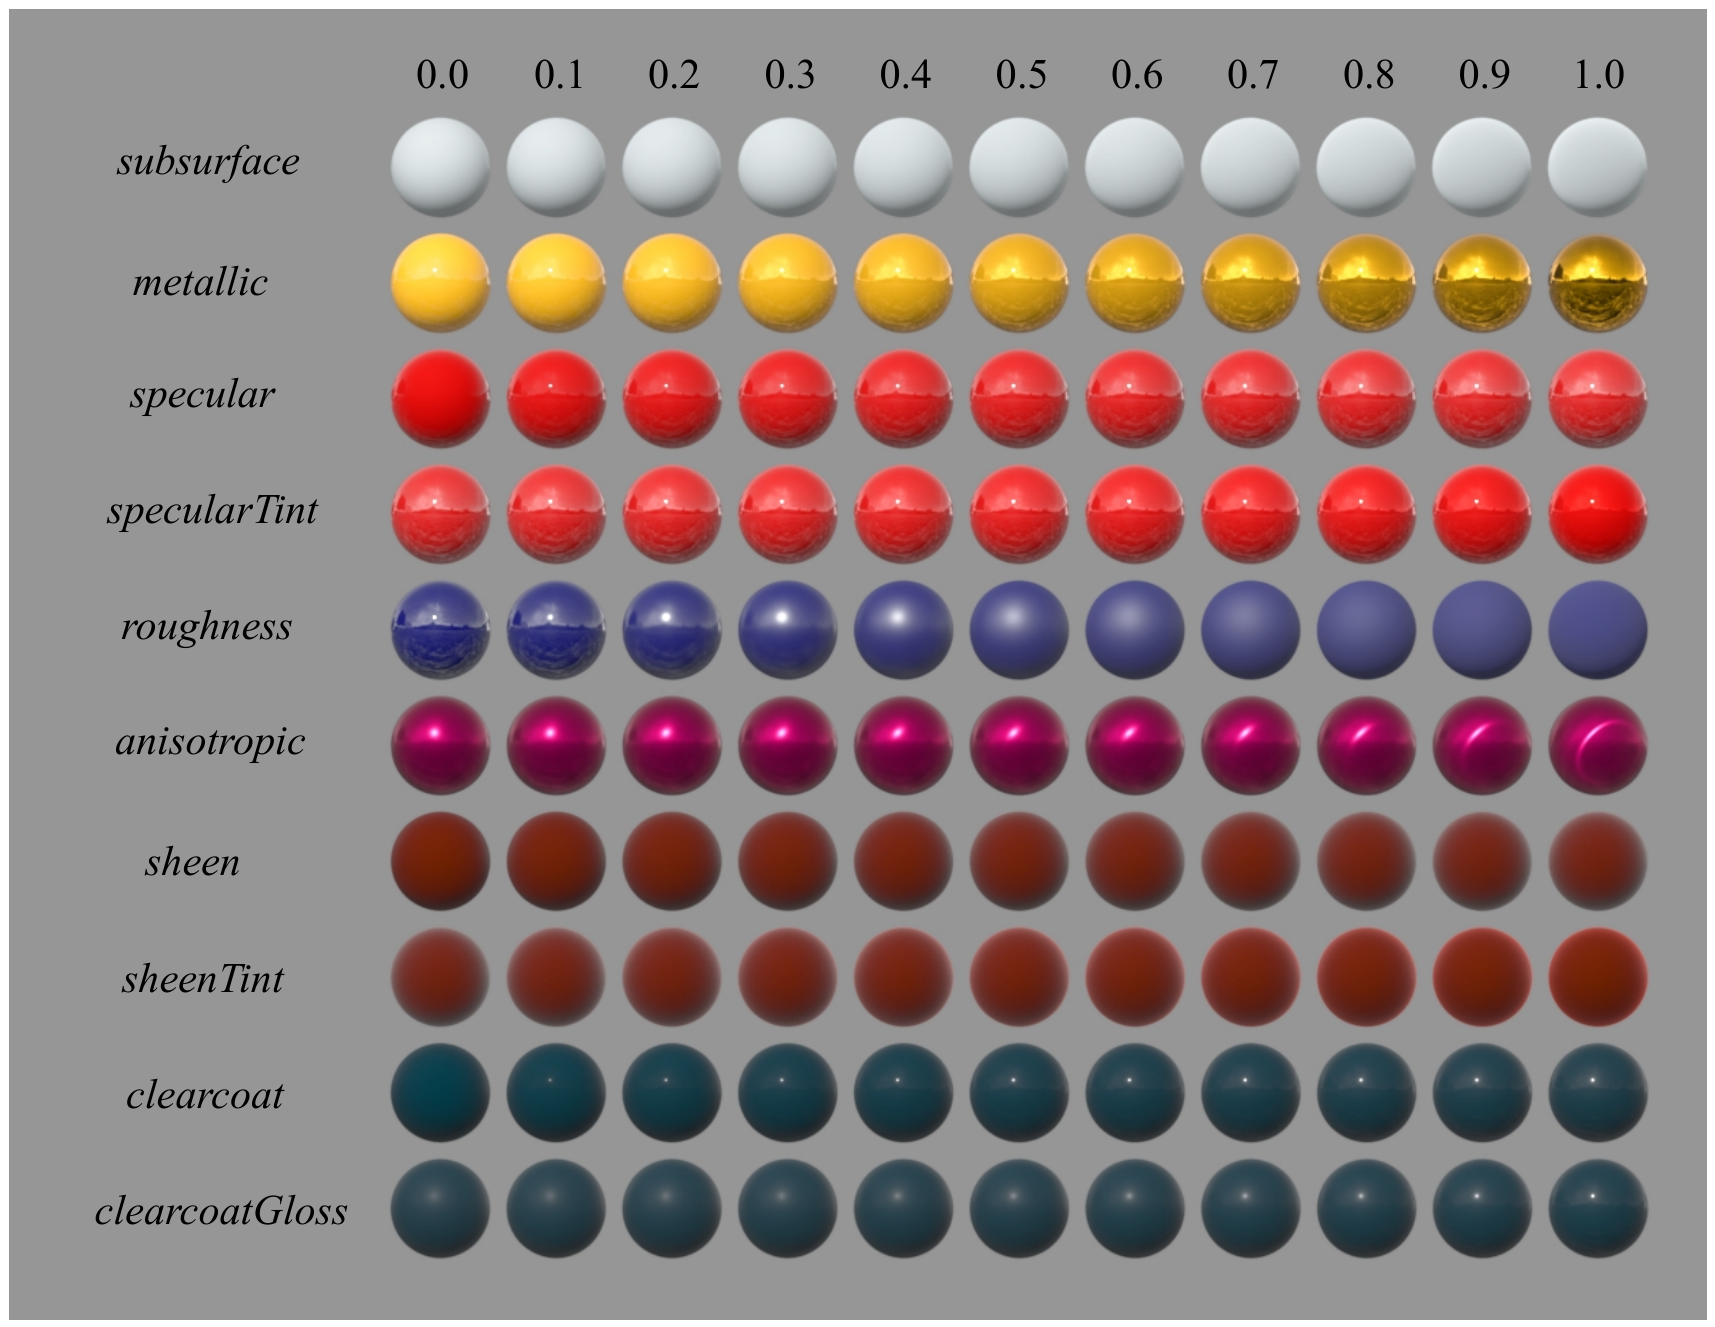 0.0 0.1 0.2 0.3 0.4 0.5 0.6 0.7 0.8 0.9 1.0
subsurface
metallic
specular
specularTint
roughness
anisotropic
sheen
sheenTint
clearcoat
clearcoatGloss